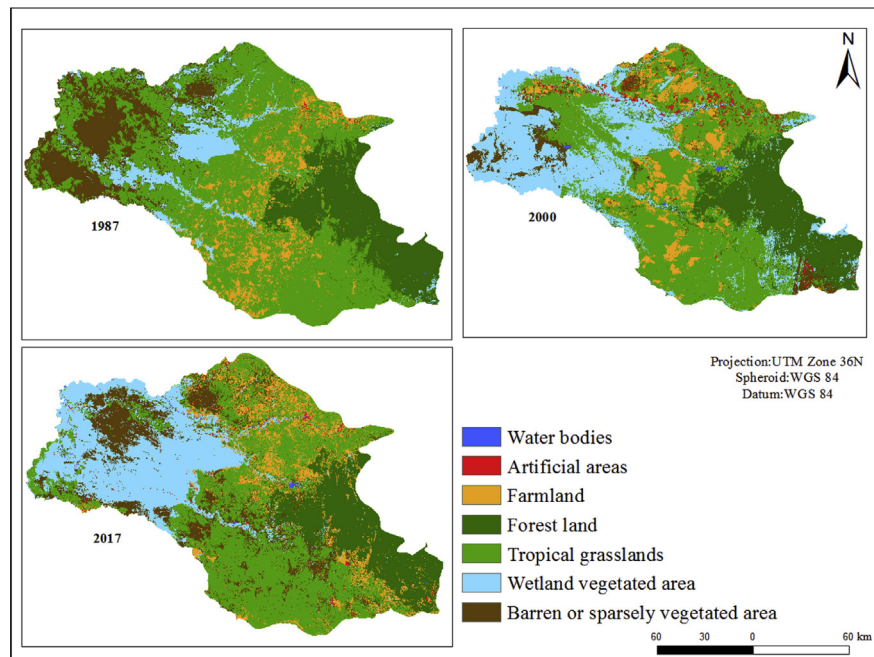 N
1987
2000
2017
Projection:UTM Zone 36N
Spheroid:WGS 84
Datum:WGS 84
Water bodies
Artificial areas
Farmland
Forest land
Tropical grasslands
Wetland vegetated area
Barren or sparsely vegetated area
60 30 0 60 km